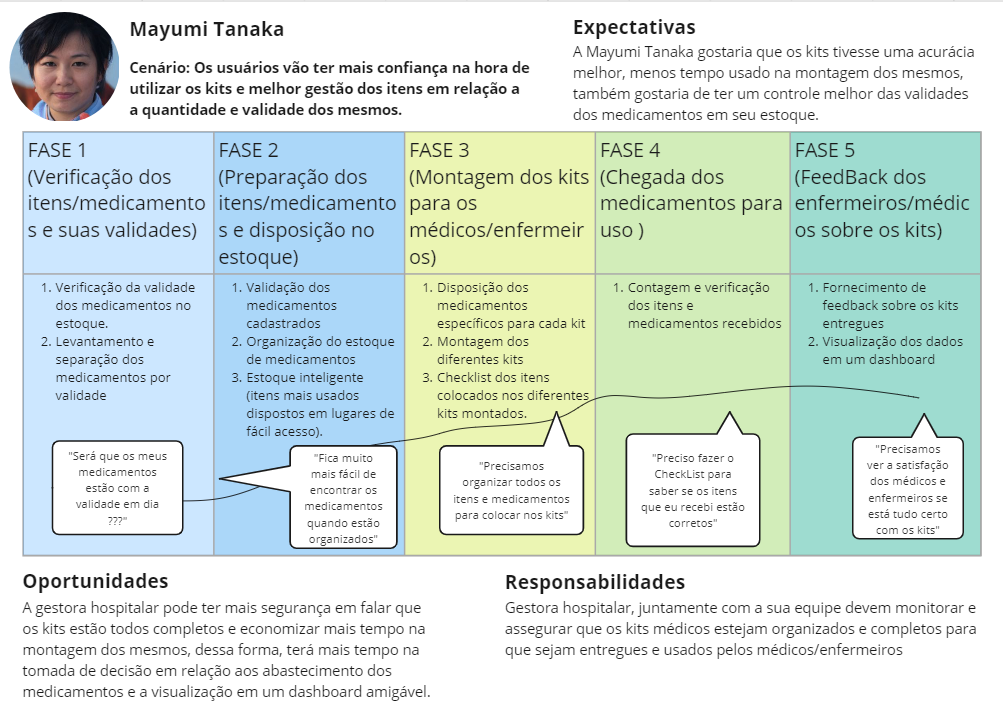 Mayumi Tanaka
Cenário: Os usuários vão ter mais confiança na hora de
utilizar os kits e melhor gestão dos itens em relação a
a quantidade e validade dos mesmos.
Expectativas
A Mayumi Tanaka gostaria que os kits tivesse uma acurácia
melhor, menos tempo usado na montagem dos mesmos,
também gostaria de ter um controle melhor das validades
dos medicamentos em seu estoque.
FASE 1
(Verificação dos
itens/medicamento
s e suas validades)
FASE 2
(Preparação dos
itens/medicamento
s e disposição no
estoque)
FASE 3
(Montagem dos kits
para os
médicos/enfermeir
os)
FASE 4
(Chegada dos
medicamentos para
uso )
FASE 5
(FeedBack dos
enfermeiros/médic
os sobre os kits)
1. Verificação da validade
dos medicamentos no
estoque.
2. Levantamento e
separação dos
medicamentos por
validade
1. Validação dos
medicamentos
cadastrados
2. Organização do estoque
de medicamentos
3. Estoque inteligente
(itens mais usados
dispostos em lugares de
fácil acesso).
1. Disposição dos
medicamentos
específicos para cada kit
2. Montagem dos
diferentes kits
3. Checklist dos itens
colocados nos diferentes
kits montados.
1. Contagem e verificação
dos itens e
medicamentos recebidos
1. Fornecimento de
feedback sobre os kits
entregues
2. Visualização dos dados
em um dashboard
"Será que os meus
medicamentos
estão com a
validade em dia
???"
"Fica muito
mais fácil de
encontrar os
medicamentos
quando estão
organizados"
"Precisamos
organizar todos os
itens e medicamentos
para colocar nos kits"
"Preciso fazer o
CheckList para
saber se os itens
que eu recebi estão
corretos"
"Precisamos
ver a satisfação
dos médicos e
enfermeiros se
está tudo certo
com os kits"
Oportunidades
A gestora hospitalar pode ter mais segurança em falar que
os kits estão todos completos e economizar mais tempo na
montagem dos mesmos, dessa forma, terá mais tempo na
tomada de decisão em relação aos abastecimento dos
medicamentos e a visualização em um dashboard amigável.
Responsabilidades
Gestora hospitalar, juntamente com a sua equipe devem monitorar e
assegurar que os kits médicos estejam organizados e completos para
que sejam entregues e usados pelos médicos/enfermeiros